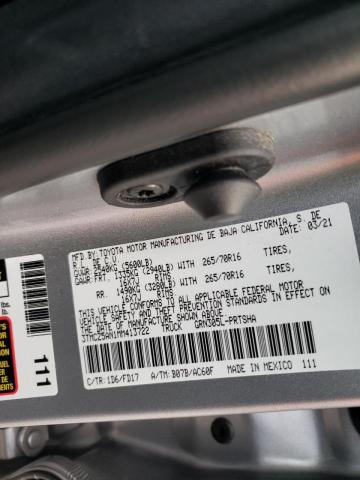 MFD.BY TOYOTA MOTOR MANUFACTURING DE BAJA CALIFORNIA, S. DE
R.L. DE C.V. 03/21
GVWR 2540KG (5600LB)
GAWR FRT. 1335KG (2940LB) WITH 265/70R16 TIRES,
16X7J RIMS
RR. 1490KG (3280LB) WITH 265/70R16 TIRES,
16X7J RIMS
THIS VEHICLE CONFORMS TO ALL APPLICABLE FEDERAL MOTOR
VEHICLE SAFETY AND THEFT PREVENTION STANDARDS IN EFFECT ON
THE DATE OF MANUFACTURE SHOWN ABOVE.
3TMCZ5AN1MM413722 TRUCK GRN305L-PRTSHA
C/TR: 1D6/FD17 A/TM: B07B/AC60F MADE IN MEXICO 111
111
lbs.